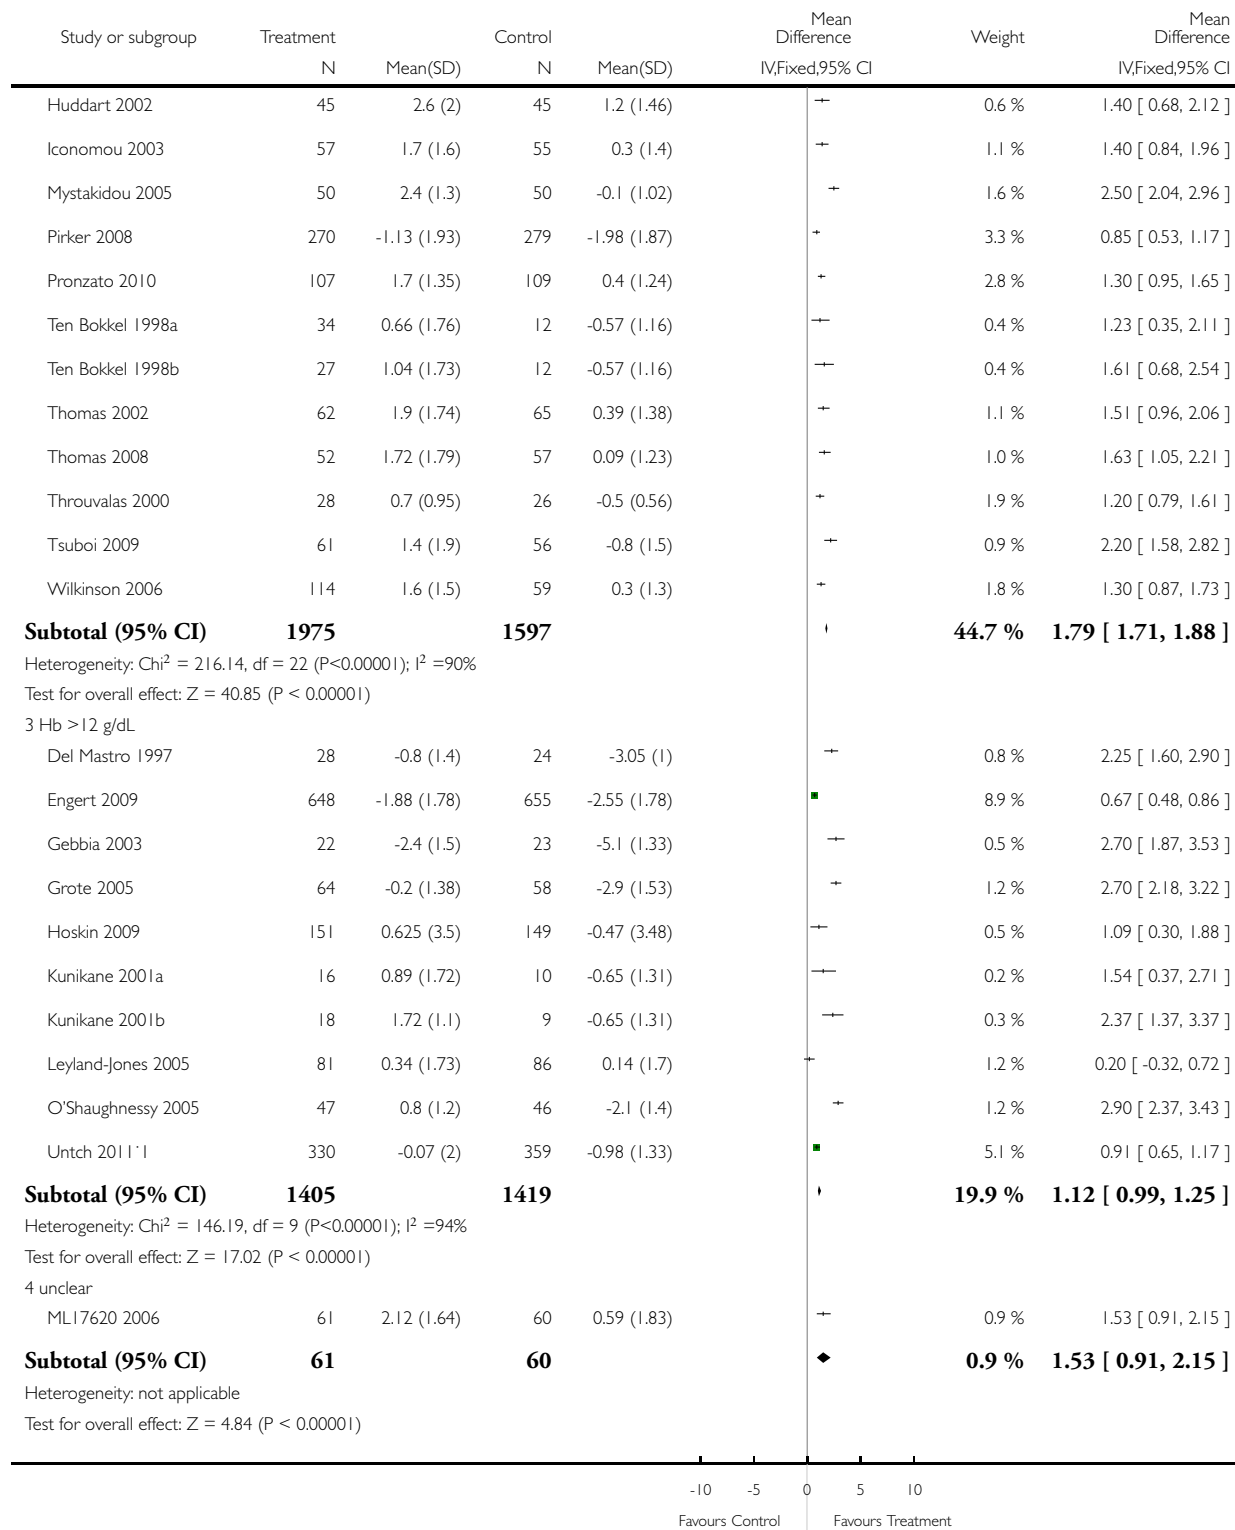 Study or subgroup Treatment Control Mean Difference Weight Mean Difference
N Mean(SD) N Mean(SD) IV,Fixed,95% CI IV,Fixed,95% CI
Huddart 2002 45 2.6 (2) 45 1.2 (1.46) 0.6 % 1.40 [ 0.68, 2.12 ]
Iconomou 2003 57 1.7 (1.6) 55 0.3 (1.4) 1.1 % 1.40 [ 0.84, 1.96 ]
Mystakidou 2005 50 2.4 (1.3) 50 -0.1 (1.02) 1.6 % 2.50 [ 2.04, 2.96 ]
Pirker 2008 270 -1.13 (1.93) 279 -1.98 (1.87) 3.3 % 0.85 [ 0.53, 1.17 ]
Pronzato 2010 107 1.7 (1.35) 109 0.4 (1.24) 2.8 % 1.30 [ 0.95, 1.65 ]
Ten Bokkel 1998a 34 0.66 (1.76) 12 -0.57 (1.16) 0.4 % 1.23 [ 0.35, 2.11 ]
Ten Bokkel 1998b 27 1.04 (1.73) 12 -0.57 (1.16) 0.4 % 1.61 [ 0.68, 2.54 ]
Thomas 2002 62 1.9 (1.74) 65 0.39 (1.38) 1.1 % 1.51 [ 0.96, 2.06 ]
Thomas 2008 52 1.72 (1.79) 57 0.09 (1.23) 1.0 % 1.63 [ 1.05, 2.21 ]
Throuvalas 2000 28 0.7 (0.95) 26 -0.5 (0.56) 1.9 % 1.20 [ 0.79, 1.61 ]
Tsuboi 2009 61 1.4 (1.9) 56 -0.8 (1.5) 0.9 % 2.20 [ 1.58, 2.82 ]
Wilkinson 2006 114 1.6 (1.5) 59 0.3 (1.3) 1.8 % 1.30 [ 0.87, 1.73 ]
Subtotal (95% CI) 1975 1597 44.7 % 1.79 [ 1.71, 1.88 ]
Heterogeneity: Chi² = 216.14, df = 22 (P<0.00001); I² =90%
Test for overall effect: Z = 40.85 (P < 0.00001)
3 Hb >12 g/dL
Del Mastro 1997 28 -0.8 (1.4) 24 -3.05 (1) 0.8 % 2.25 [ 1.60, 2.90 ]
Engert 2009 648 -1.88 (1.78) 655 -2.55 (1.78) 8.9 % 0.67 [ 0.48, 0.86 ]
Gebbia 2003 22 -2.4 (1.5) 23 -5.1 (1.33) 0.5 % 2.70 [ 1.87, 3.53 ]
Grote 2005 64 -0.2 (1.38) 58 -2.9 (1.53) 1.2 % 2.70 [ 2.18, 3.22 ]
Hoskin 2009 151 0.625 (3.5) 149 -0.47 (3.48) 0.5 % 1.09 [ 0.30, 1.88 ]
Kunikane 2001a 16 0.89 (1.72) 10 -0.65 (1.31) 0.2 % 1.54 [ 0.37, 2.71 ]
Kunikane 2001b 18 1.72 (1.1) 9 -0.65 (1.31) 0.3 % 2.37 [ 1.37, 3.37 ]
Leyland-Jones 2005 81 0.34 (1.73) 86 0.14 (1.7) 1.2 % 0.20 [ -0.32, 0.72 ]
O'Shaughnessy 2005 47 0.8 (1.2) 46 -2.1 (1.4) 1.2 % 2.90 [ 2.37, 3.43 ]
Untch 2011˙1 330 -0.07 (2) 359 -0.98 (1.33) 5.1 % 0.91 [ 0.65, 1.17 ]
Subtotal (95% CI) 1405 1419 19.9 % 1.12 [ 0.99, 1.25 ]
Heterogeneity: Chi² = 146.19, df = 9 (P<0.00001); I² =94%
Test for overall effect: Z = 17.02 (P < 0.00001)
4 unclear
ML17620 2006 61 2.12 (1.64) 60 0.59 (1.83) 0.9 % 1.53 [ 0.91, 2.15 ]
Subtotal (95% CI) 61 60 0.9 % 1.53 [ 0.91, 2.15 ]
Heterogeneity: not applicable
Test for overall effect: Z = 4.84 (P < 0.00001)
-10 -5 0 5 10
Favours Control Favours Treatment